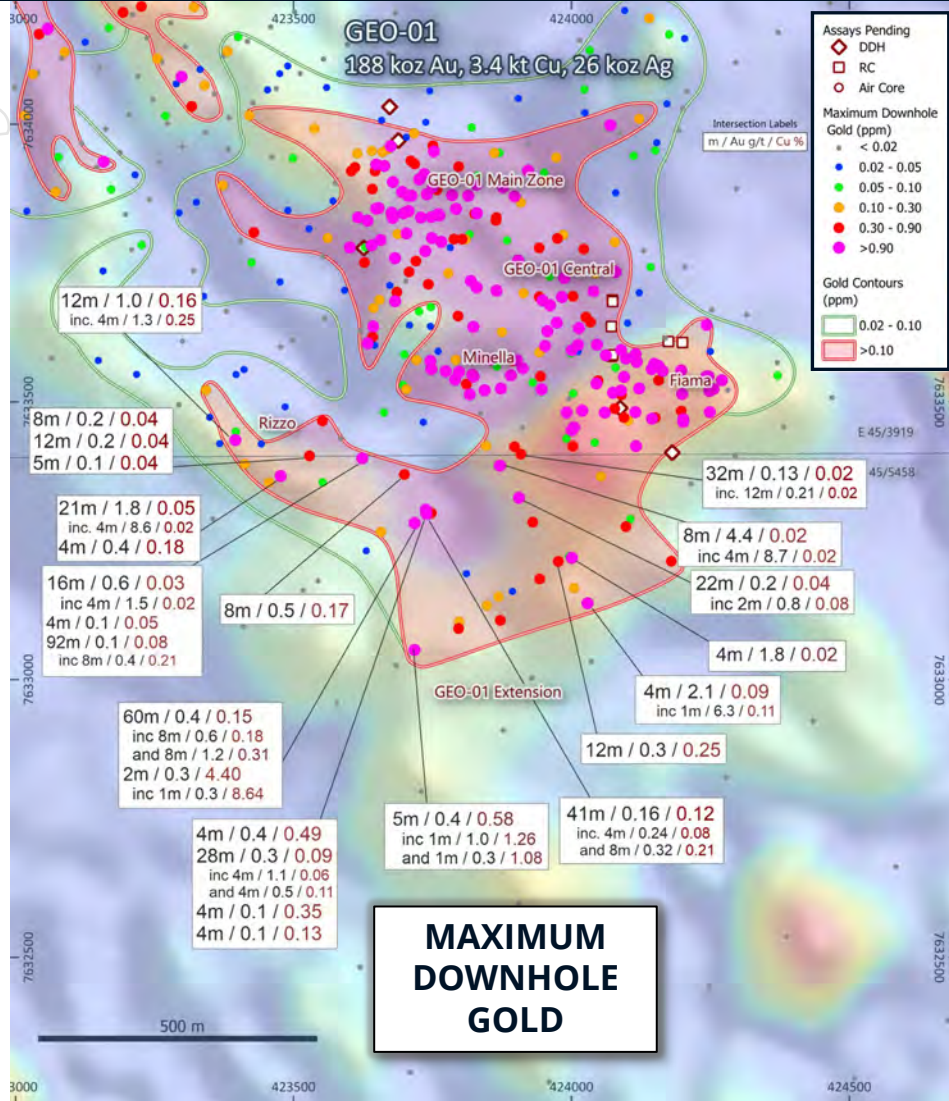 3000
423500
424000
GEO-01
188 koz Au, 3.4 kt Cu, 26 koz Ag
Assays Pending
DDH
RC
Air Core
Maximum Downhole
Gold (ppm)
< 0.02
0.02 - 0.05
0.05 - 0.10
0.10 - 0.30
0.30 - 0.90
>0.90
Gold Contours
(ppm)
0.02 - 0.10
>0.10
Intersection Labels
m / Au g/t / Cu %
7634000
GEO-01 Main Zone
GEO-01 Central
Minella
Fiama
Rizzo
7633500
7633500
E 45/3919
45/5458
12m / 1.0 / 0.16
inc. 4m / 1.3 / 0.25
8m / 0.2 / 0.04
12m / 0.2 / 0.04
5m / 0.1 / 0.04
21m / 1.8 / 0.05
inc. 4m / 8.6 / 0.02
4m / 0.4 / 0.18
16m / 0.6 / 0.03
inc 4m / 1.5 / 0.02
4m / 0.1 / 0.05
92m / 0.1 / 0.08
inc 8m / 0.4 / 0.21
8m / 0.5 / 0.17
32m / 0.13 / 0.02
inc. 12m / 0.21 / 0.02
8m / 4.4 / 0.02
inc 4m / 8.7 / 0.02
22m / 0.2 / 0.04
inc 2m / 0.8 / 0.08
4m / 1.8 / 0.02
4m / 2.1 / 0.09
inc 1m / 6.3 / 0.11
12m / 0.3 / 0.25
7633000
7633000
GEO-01 Extension
60m / 0.4 / 0.15
inc 8m / 0.6 / 0.18
and 8m / 1.2 / 0.31
2m / 0.3 / 4.40
inc 1m / 0.3 / 8.64
4m / 0.4 / 0.49
28m / 0.3 / 0.09
inc 4m / 1.1 / 0.06
and 4m / 0.5 / 0.11
4m / 0.1 / 0.35
4m / 0.1 / 0.13
5m / 0.4 / 0.58
inc 1m / 1.0 / 1.26
and 1m / 0.3 / 1.08
41m / 0.16 / 0.12
inc. 4m / 0.24 / 0.08
and 8m / 0.32 / 0.21
MAXIMUM
DOWNHOLE
GOLD
7632500
7632500
500 m
3000
423500
424000
424500